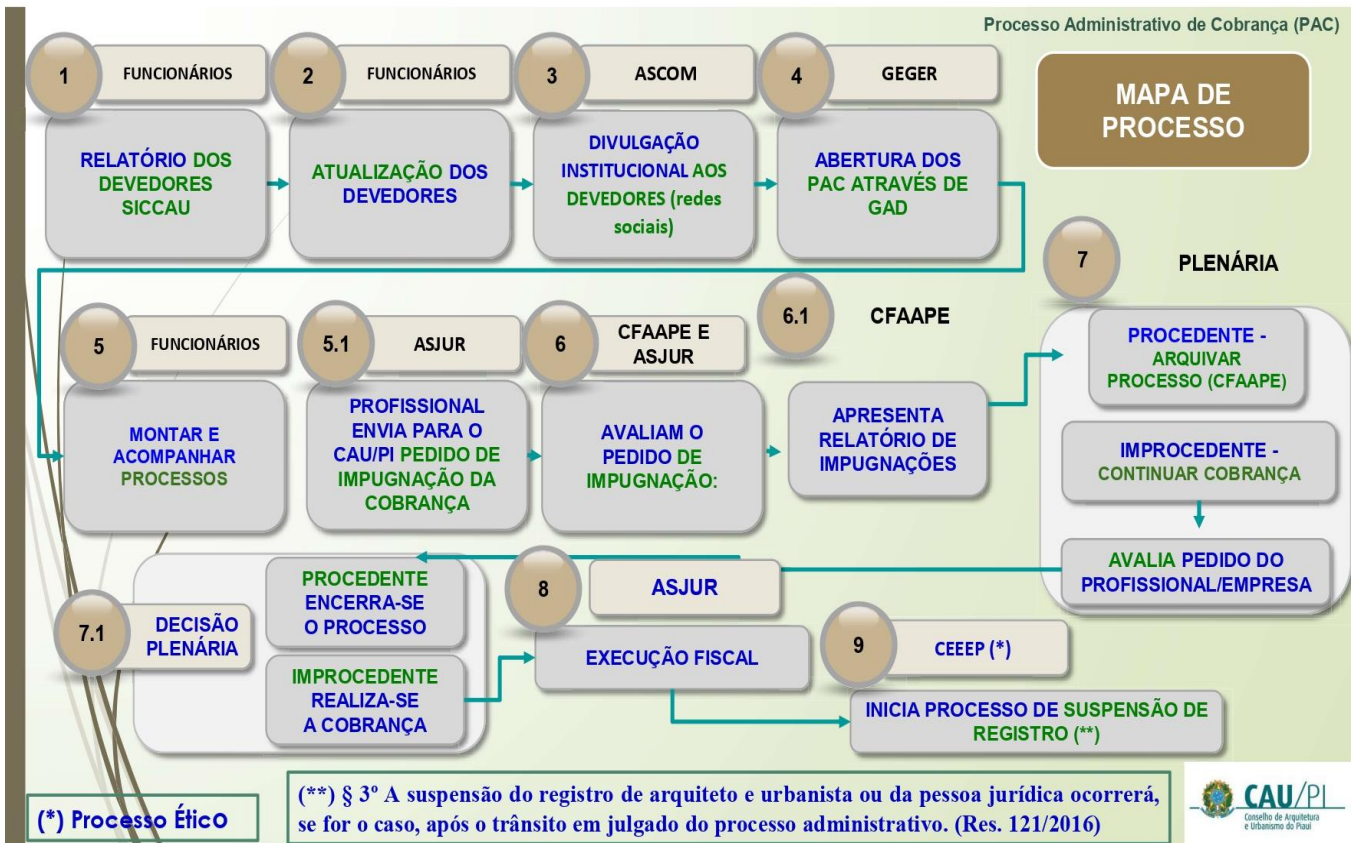 Processo Administrativo de Cobrança (PAC)
MAPA DE
PROCESSO
1
FUNCIONÁRIOS
RELATÓRIO DOS
DEVEDORES
SICCAU
2
FUNCIONÁRIOS
ATUALIZAÇÃO DOS
DEVEDORES
3
ASCOM
DIVULGAÇÃO
INSTITUCIONAL AOS
DEVEDORES (redes
sociais)
4
GEGER
ABERTURA DOS
PAC ATRAVÉS DE
GAD
5
FUNCIONÁRIOS
MONTAR E
ACOMPANHAR
PROCESSOS
5.1
ASJUR
PROFISSIONAL
ENVIA PARA O
CAU/PI PEDIDO DE
IMPUGNAÇÃO DA
COBRANÇA
6
CFAAPE E
ASJUR
AVALIAM O
PEDIDO DE
IMPUGNAÇÃO:
6.1
CFAAPE
APRESENTA
RELATÓRIO DE
IMPUGNAÇÕES
7
PLENÁRIA
PROCEDENTE -
ARQUIVAR
PROCESSO (CFAAPE)
IMPROCEDENTE -
CONTINUAR COBRANÇA
AVALIA PEDIDO DO
PROFISSIONAL/EMPRESA
7.1
DECISÃO
PLENÁRIA
PROCEDENTE
ENCERRA-SE
O PROCESSO
IMPROCEDENTE
REALIZA-SE
A COBRANÇA
8
ASJUR
EXECUÇÃO FISCAL
9
CEEEP (*)
INICIA PROCESSO DE SUSPENSÃO DE
REGISTRO (**)
(*) Processo Ético
(**) § 3º A suspensão do registro de arquiteto e urbanista ou da pessoa jurídica ocorrerá,
se for o caso, após o trânsito em julgado do processo administrativo. (Res. 121/2016)
CAU/PI
Conselho de Arquitetura
e Urbanismo do Piauí